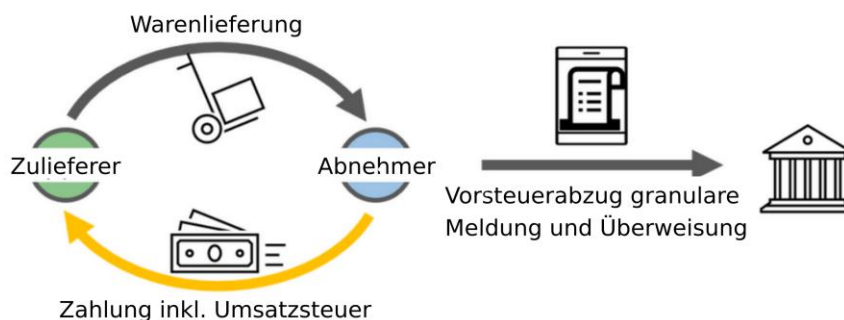 Warenlieferung
Zulieferer
Abnehmer
Vorsteuerabzug granulare
Meldung und Überweisung
Zahlung inkl. Umsatzsteuer